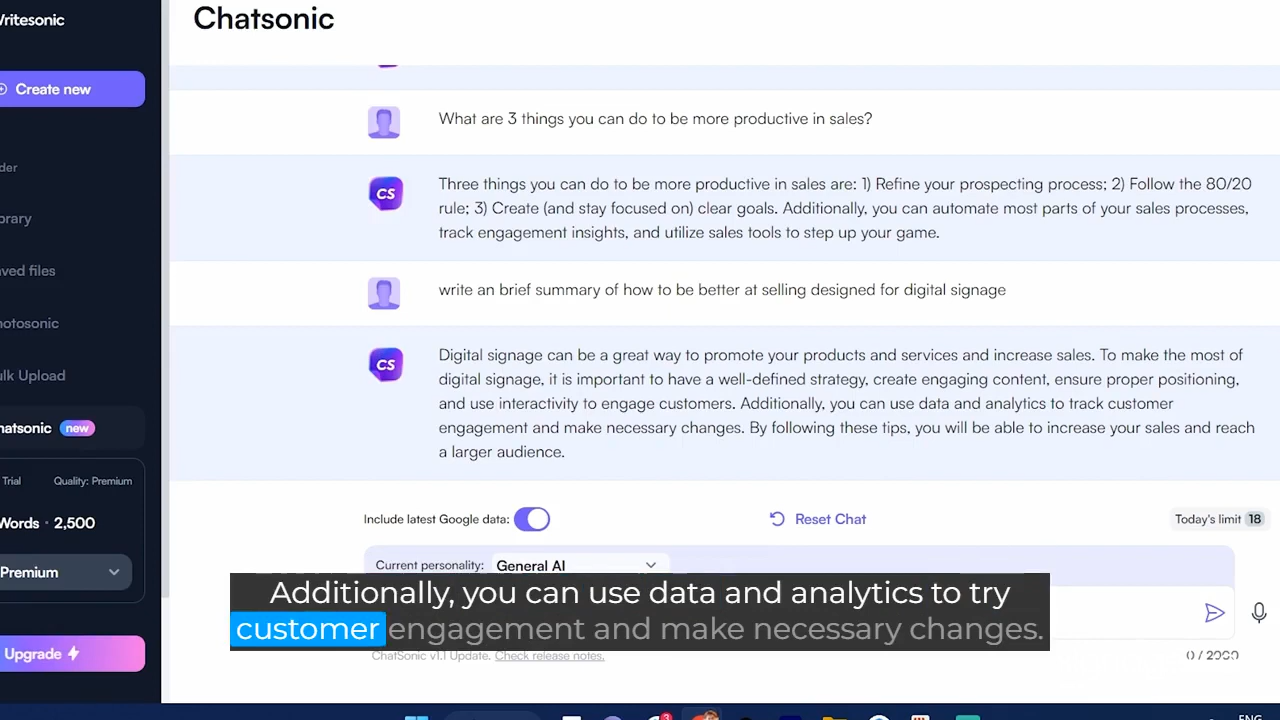 Writesonic
Chatsonic
Create new
What are 3 things you can do to be more productive in sales?
der
CS
Three things you can do to be more productive in sales are: 1) Refine your prospecting process; 2) Follow the 80/20
rule; 3) Create (and stay focused on) clear goals. Additionally, you can automate most parts of your sales processes,
track engagement insights, and utilize sales tools to step up your game.
brary
aved files
write an brief summary of how to be better at selling designed for digital signage
hotosonic
ulk Upload
CS
Digital signage can be a great way to promote your products and services and increase sales. To make the most of
digital signage, it is important to have a well-defined strategy, create engaging content, ensure proper positioning,
and use interactivity to engage customers. Additionally, you can use data and analytics to track customer
engagement and make necessary changes. By following these tips, you will be able to increase your sales and reach
a larger audience.
hatsonic new
Trial Quality: Premium
Words · 2,500
Premium
Upgrade
Include latest Google data:
Reset Chat
Today's limit 18
Current personality: General AI
Additionally, you can use data and analytics to try
customer engagement and make necessary changes.
ChatSonic v1.1 Update. Check release notes.
0 / 2000
3
ENG